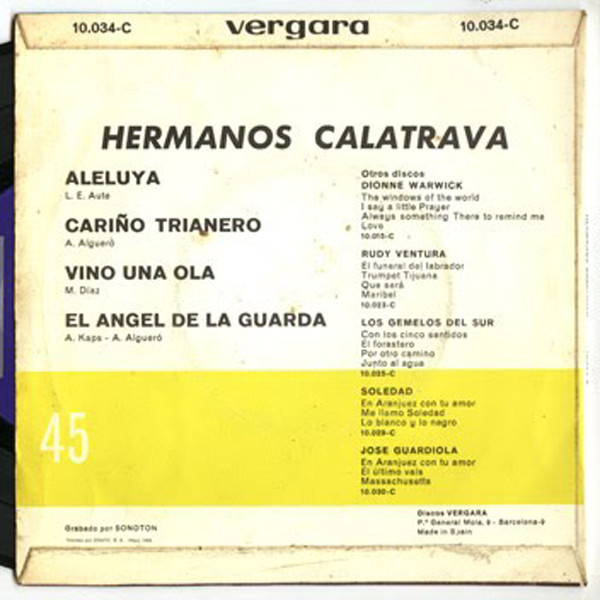 10.034-C
vergara
10.034-C
HERMANOS CALATRAVA
ALELUYA
L. E. Aute
CARIÑO TRIANERO
A. Algueró
VINO UNA OLA
M. Díaz
EL ANGEL DE LA GUARDA
A. Kaps - A. Algueró
45
Grabado por SONOTON
Otros discos
DIONNE WARWICK
The windows of the world
I say a little Prayer
Always something There to remind me
Love
10.015-C
RUDY VENTURA
El funeral del labrador
Trumpet Tijuana
Que será
Maribel
10.023-C
LOS GEMELOS DEL SUR
Con los cinco sentidos
El forastero
Por otro camino
Junto al agua
10.025-C
SOLEDAD
En Aranjuez con tu amor
Me llamo Soledad
Lo blanco y lo negro
10.029-C
JOSE GUARDIOLA
En Aranjuez con tu amor
El último vals
Massachusetts
10.030-C
Discos VERGARA
P.º General Mola, 9 - Barcelona-9
Made in Spain